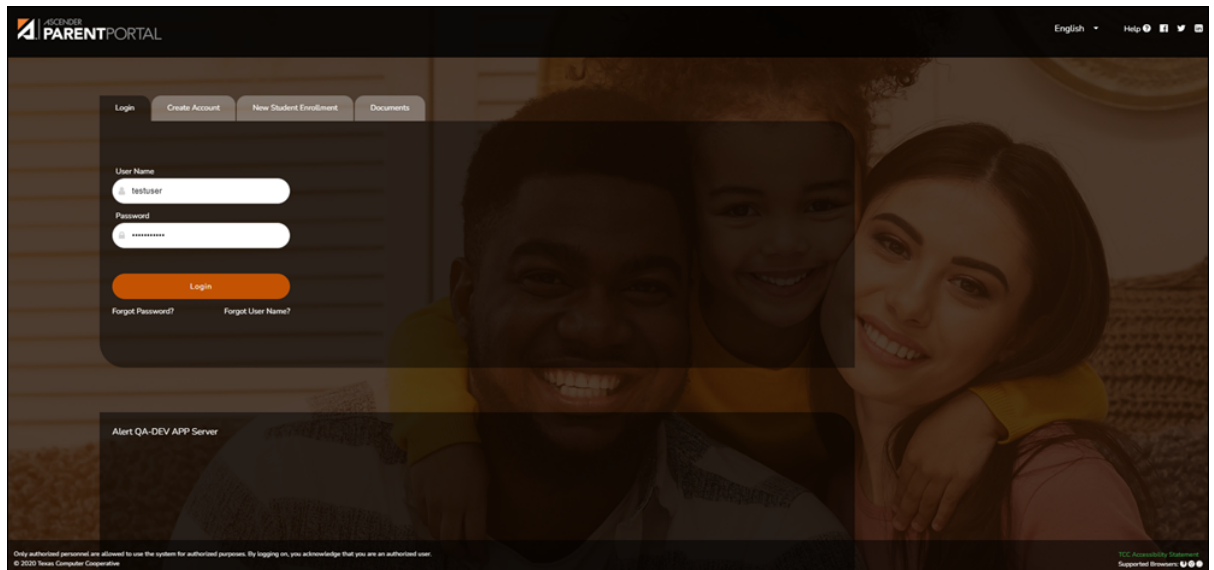 ASCENDER
PARENTPORTAL
English
Help
Login
Create Account
New Student Enrollment
Documents
User Name
testuser
Password
Login
Forgot Password?
Forgot User Name?
Alert QA-DEV APP Server
Only authorized personnel are allowed to use the system for authorized purposes. By logging on, you acknowledge that you are an authorized user.
© 2020 Texas Computer Cooperative
TCC Accessibility Statement
Supported Browsers: